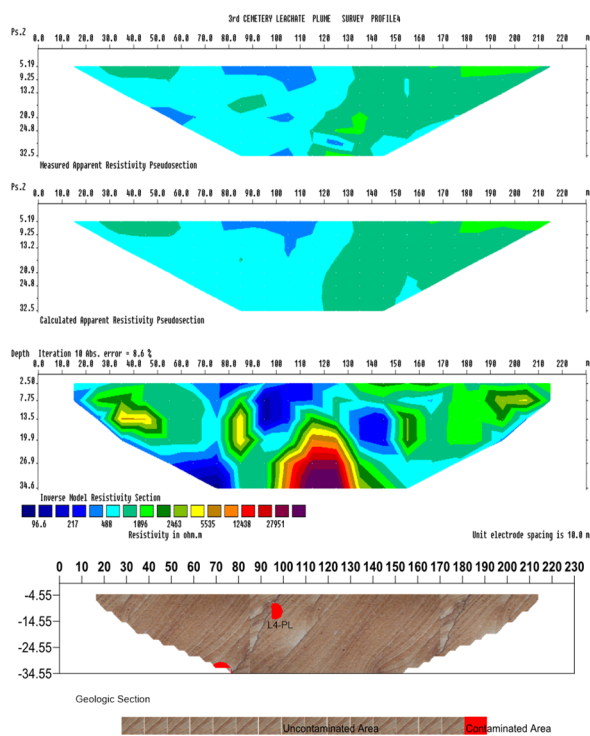 3rd CEMETERY LEACHATE PLUME SURVEY PROFILE4
Ps.Z
0.0 10.0 20.0 30.0 40.0 50.0 60.0 70.0 80.0 90.0 100 110 120 130 140 150 160 170 180 190 200 210 220 m
5.19
9.25
13.2
20.9
24.8
32.5
Measured Apparent Resistivity Pseudosection
Ps.Z
0.0 10.0 20.0 30.0 40.0 50.0 60.0 70.0 80.0 90.0 100 110 120 130 140 150 160 170 180 190 200 210 220 m
5.19
9.25
13.2
20.9
24.8
32.5
Calculated Apparent Resistivity Pseudosection
Depth Iteration 10 Abs. error = 8.6 %
0.0 10.0 20.0 30.0 40.0 50.0 60.0 70.0 80.0 90.0 100 110 120 130 140 150 160 170 180 190 200 210 220 m
2.50
7.75
13.5
19.9
26.9
34.6
Inverse Model Resistivity Section
96.6 217 488 1096 2463 5535 12438 27951
Resistivity in ohm.m
Unit electrode spacing is 10.0 m
0 10 20 30 40 50 60 70 80 90 100 110 120 130 140 150 160 170 180 190 200 210 220 230
-4.55
-14.55
L4-PL
-24.55
-34.55
Geologic Section
Uncontaminated Area Contaminated Area